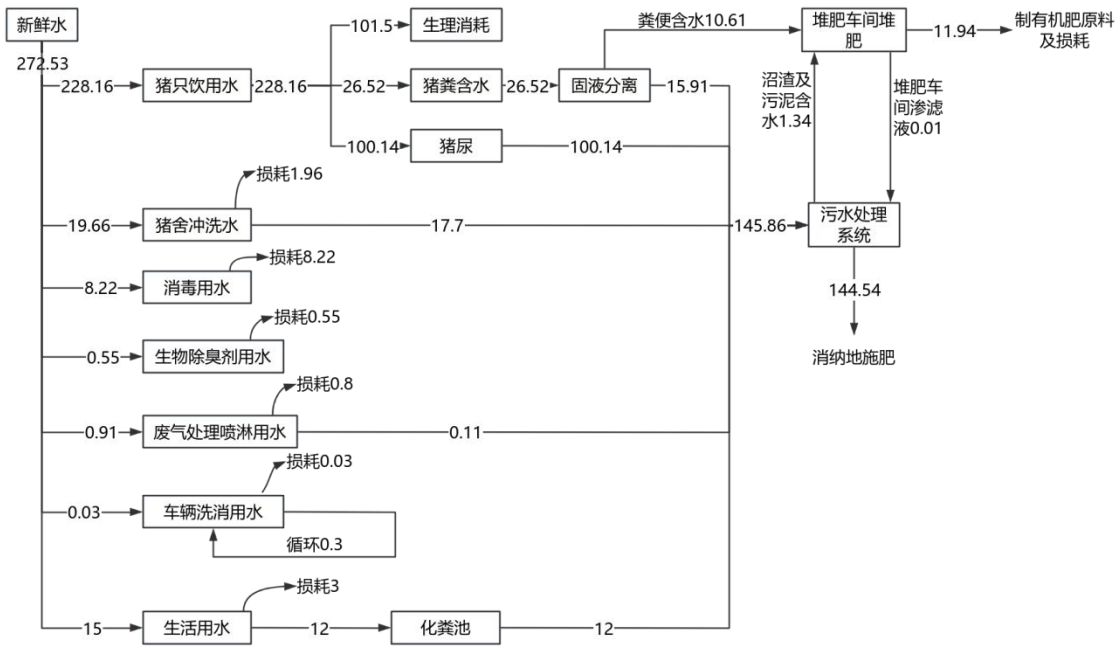 新鲜水
272.53
228.16
猪只饮用水
228.16
101.5
生理消耗
26.52
猪粪含水
26.52
固液分离
15.91
粪便含水10.61
堆肥车间堆
肥
11.94
制有机肥原料
及损耗
沼渣及
污泥含
水1.34
堆肥车
间渗滤
液0.01
100.14
猪尿
100.14
损耗1.96
19.66
猪舍冲洗水
17.7
145.86
污水处理
系统
144.54
消纳地施肥
损耗8.22
8.22
消毒用水
损耗0.55
0.55
生物除臭剂用水
损耗0.8
0.91
废气处理喷淋用水
0.11
损耗0.03
0.03
车辆洗消用水
循环0.3
损耗3
15
生活用水
12
化粪池
12